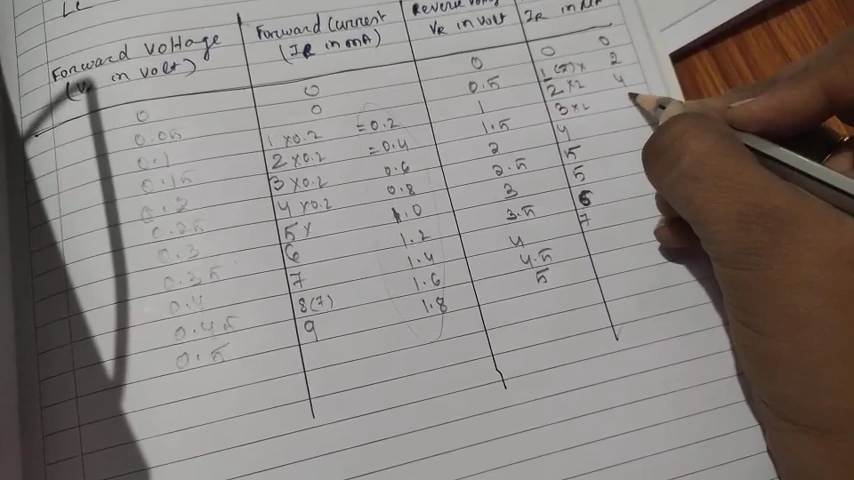 Forward Voltage Forward Current Reverse VR in Volt IR in
(V in volt) (IR in mA)
0 0 0 0 0
0.05 0 0.5 1 (2) × 2
0.1 1 × 0.2 = 0.2 1 2 × 2 4
0.15 2 × 0.2 = 0.4 1.5 3 × 2
0.2 3 × 0.2 0.6 2 4
0.25 4 × 0.2 0.8 2.5 5
0.3 5 × 1.0 3 5
0.35 6 1.2 3.5 6
0.4 7 1.4 4 7
0.45 8 (7) 1.6 4.5
0.5 9 1.8 5